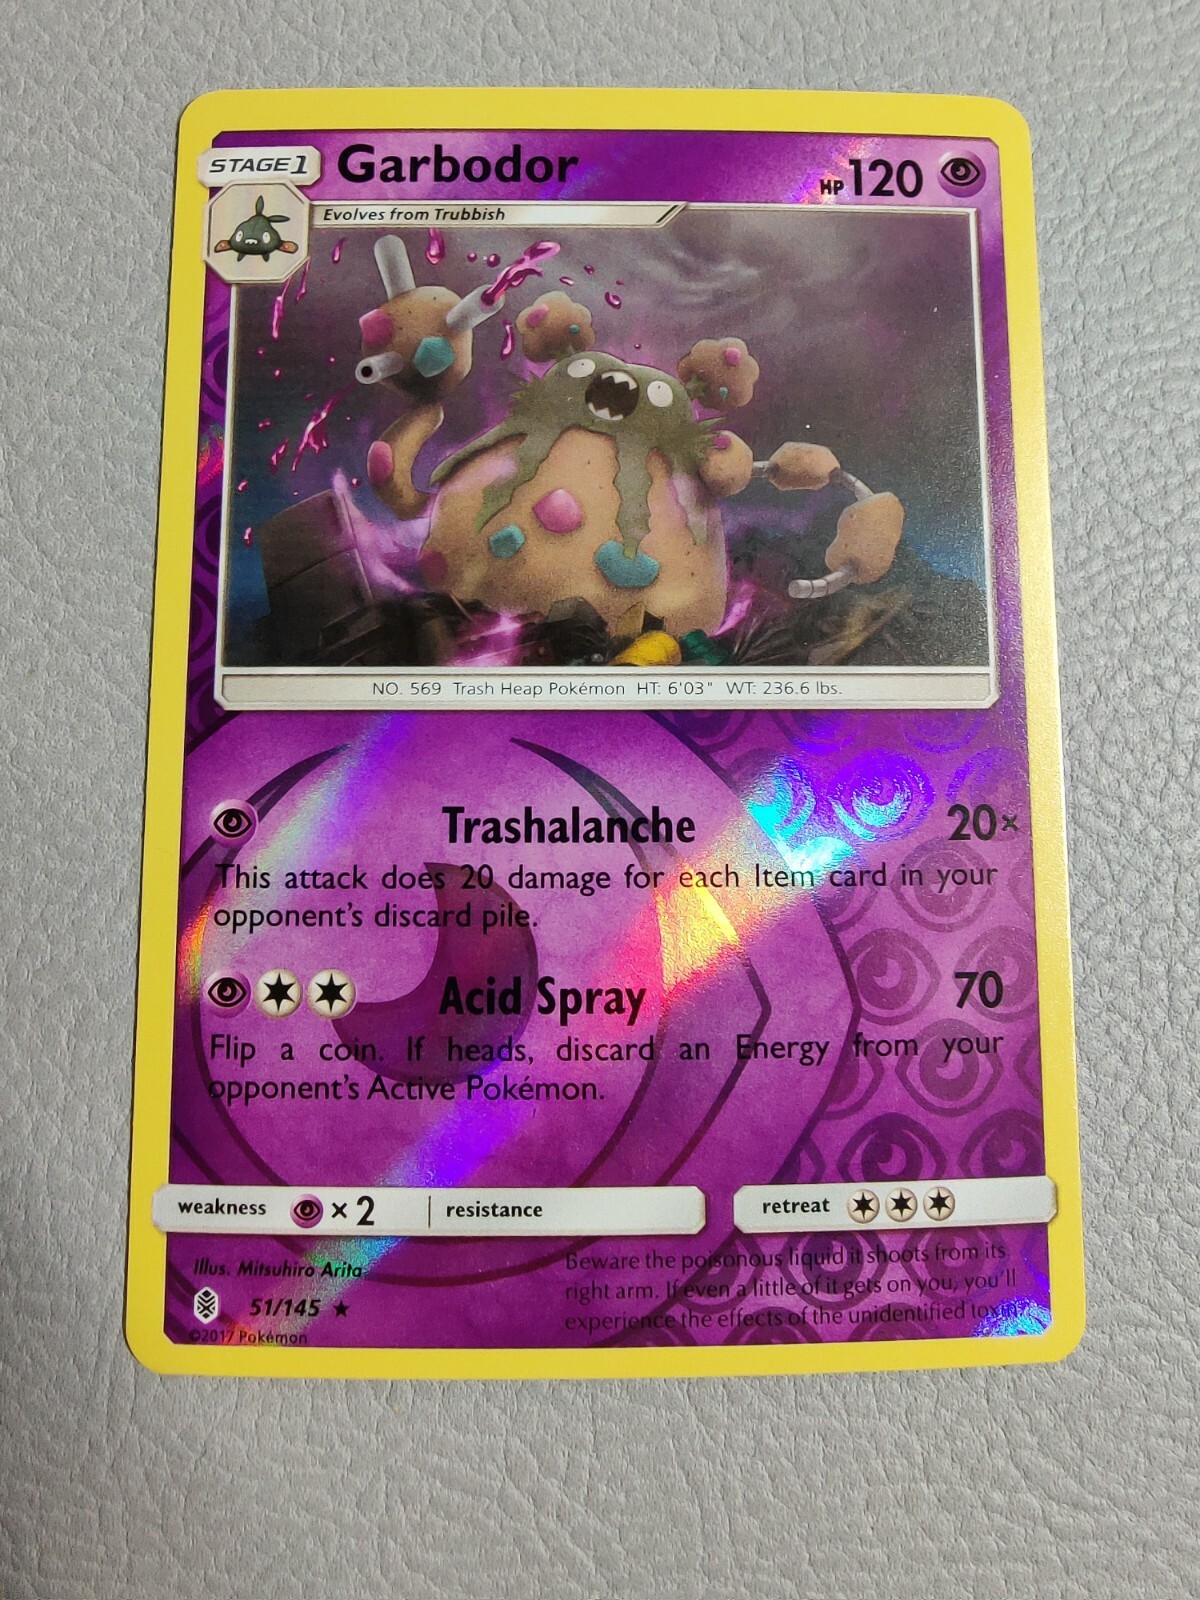 STAGE 1 Garbodor HP 120
Evolves from Trubbish
NO. 569 Trash Heap Pokémon HT: 6'03" WT: 236.6 lbs.
Trashalanche 20×
This attack does 20 damage for each Item card in your
opponent's discard pile.
Acid Spray 70
Flip a coin. If heads, discard an Energy from your
opponent's Active Pokémon.
weakness × 2 resistance retreat
Illus. Mitsuhiro Arita
51/145
©2017 Pokémon
Beware the poisonous liquid it shoots from its
right arm. If even a little of it gets on you, you'll
experience the effects of the unidentified toxin.